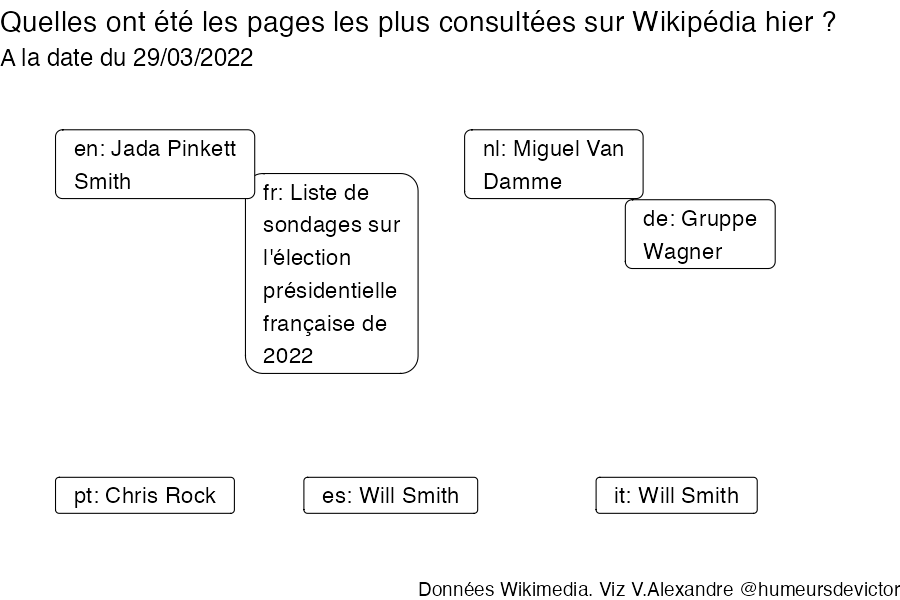 Quelles ont été les pages les plus consultées sur Wikipédia hier ?
A la date du 29/03/2022
en: Jada Pinkett
Smith
fr: Liste de
sondages sur
l'élection
présidentielle
française de
2022
nl: Miguel Van
Damme
de: Gruppe
Wagner
pt: Chris Rock
es: Will Smith
it: Will Smith
Données Wikimedia. Viz V.Alexandre @humeursdevictor